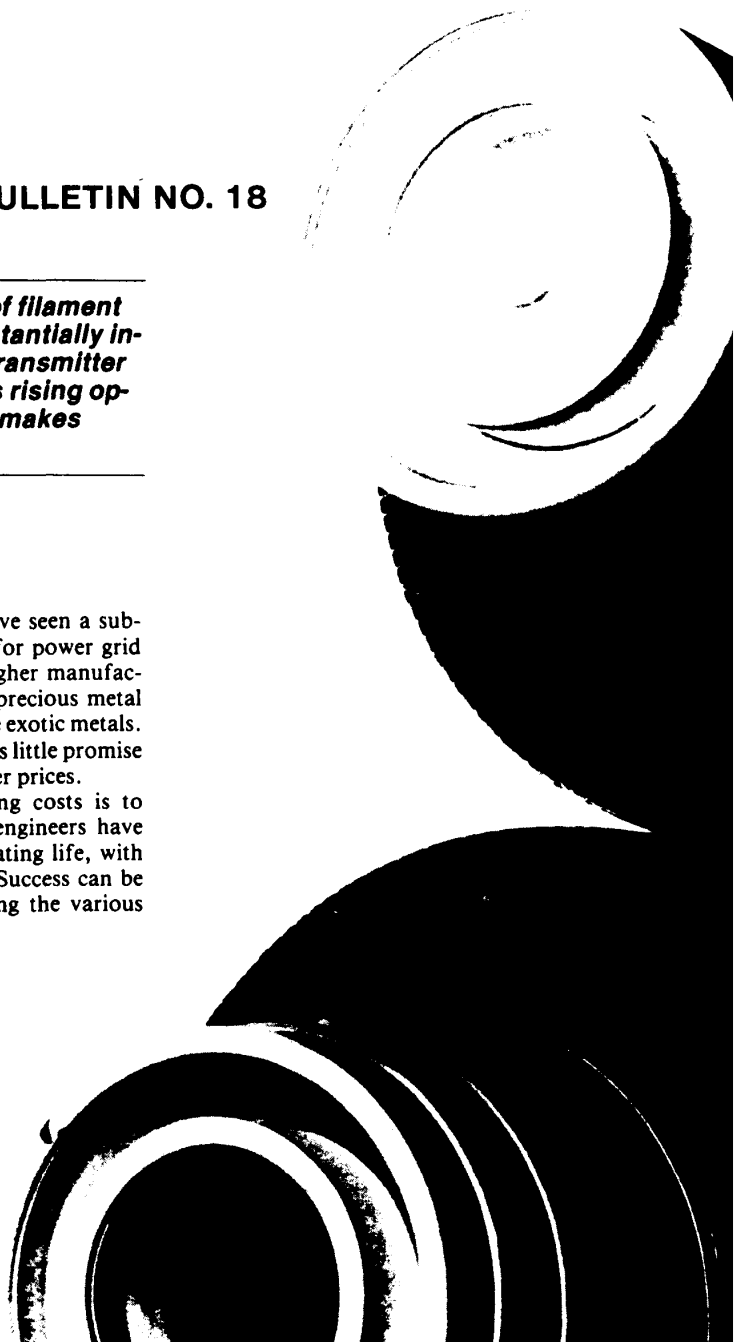 ULLETIN NO. 18
of filament
tantially in-
ransmitter
s rising op-
makes
ve seen a sub-
for power grid
gher manufac-
precious metal
e exotic metals.
s little promise
er prices.
ng costs is to
engineers have
ating life, with
Success can be
ng the various